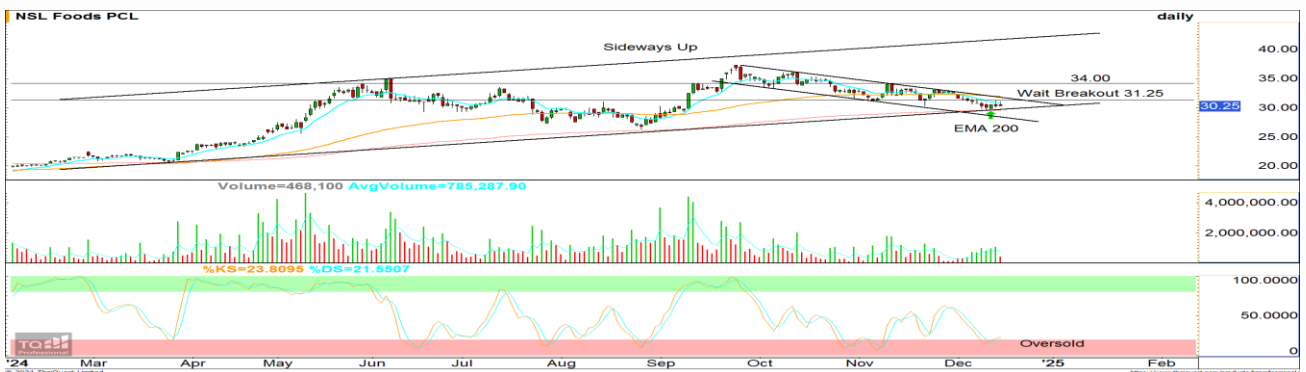 NSL Foods PCL
daily
Sideways Up
40.00
35.00
34.00
Wait Breakout 31.25
30.25
30.00
EMA 200
25.00
20.00
Volume=468,100 AvgVolume=785,287.90
4,000,000.00
2,000,000.00
%KS=23.8095 %DS=21.5507
100.0000
50.0000
Oversold
0
TQ
Professional
'24 Mar Apr May Jun Jul Aug Sep Oct Nov Dec '25 Feb